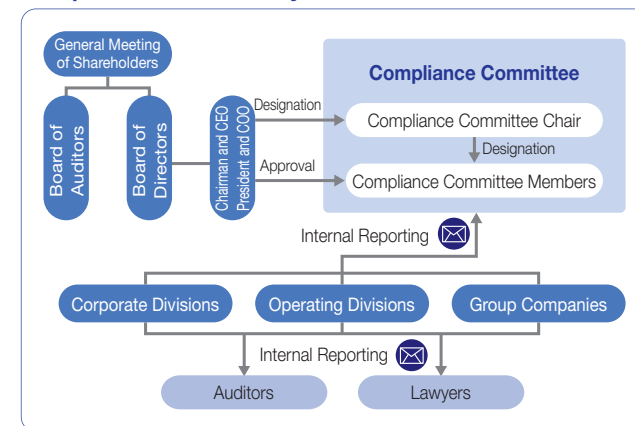 General Meeting
of Shareholders
Board of
Auditors
Board of
Directors
Chairman and CEO
President and COO
Designation
Approval
Compliance Committee
Compliance Committee Chair
Designation
Compliance Committee Members
Internal Reporting
Corporate Divisions
Operating Divisions
Group Companies
Internal Reporting
Auditors
Lawyers